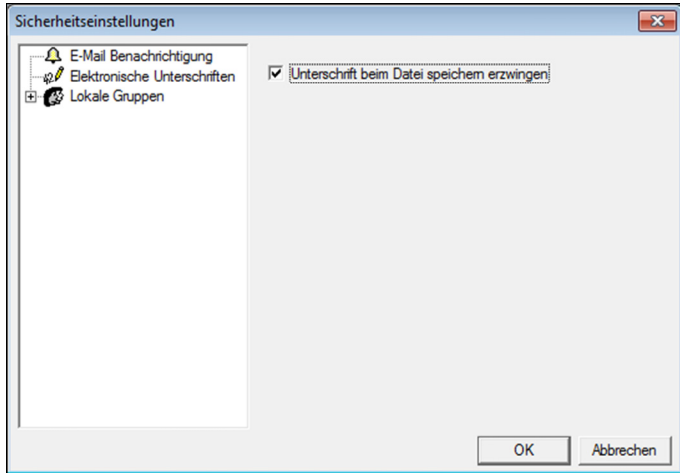 Sicherheitseinstellungen
E-Mail Benachrichtigung
Elektronische Unterschriften
Lokale Gruppen
Unterschrift beim Datei speichern erzwingen
OK
Abbrechen